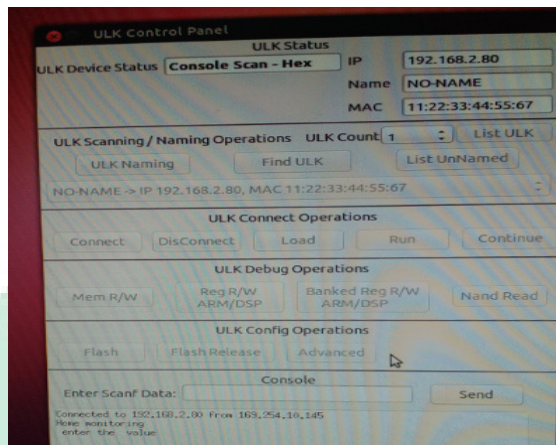 ULK Control Panel
ULK Status
ULK Device Status Console Scan - Hex IP 192.168.2.80
Name NO-NAME
MAC 11:22:33:44:55:67
ULK Scanning / Naming Operations ULK Count 1 List ULK
ULK Naming Find ULK List UnNamed
NO-NAME -> IP 192.168.2.80, MAC 11:22:33:44:55:67
ULK Connect Operations
Connect DisConnect Load Run Continue
ULK Debug Operations
Mem R/W Reg R/W ARM/DSP Banked Reg R/W ARM/DSP Nand Read
ULK Config Operations
Flash Flash Release Advanced
Console
Enter Scanf Data: Send
Connected to 192.168.2.80 From 169.254.10.145
Home monitoring
enter the value